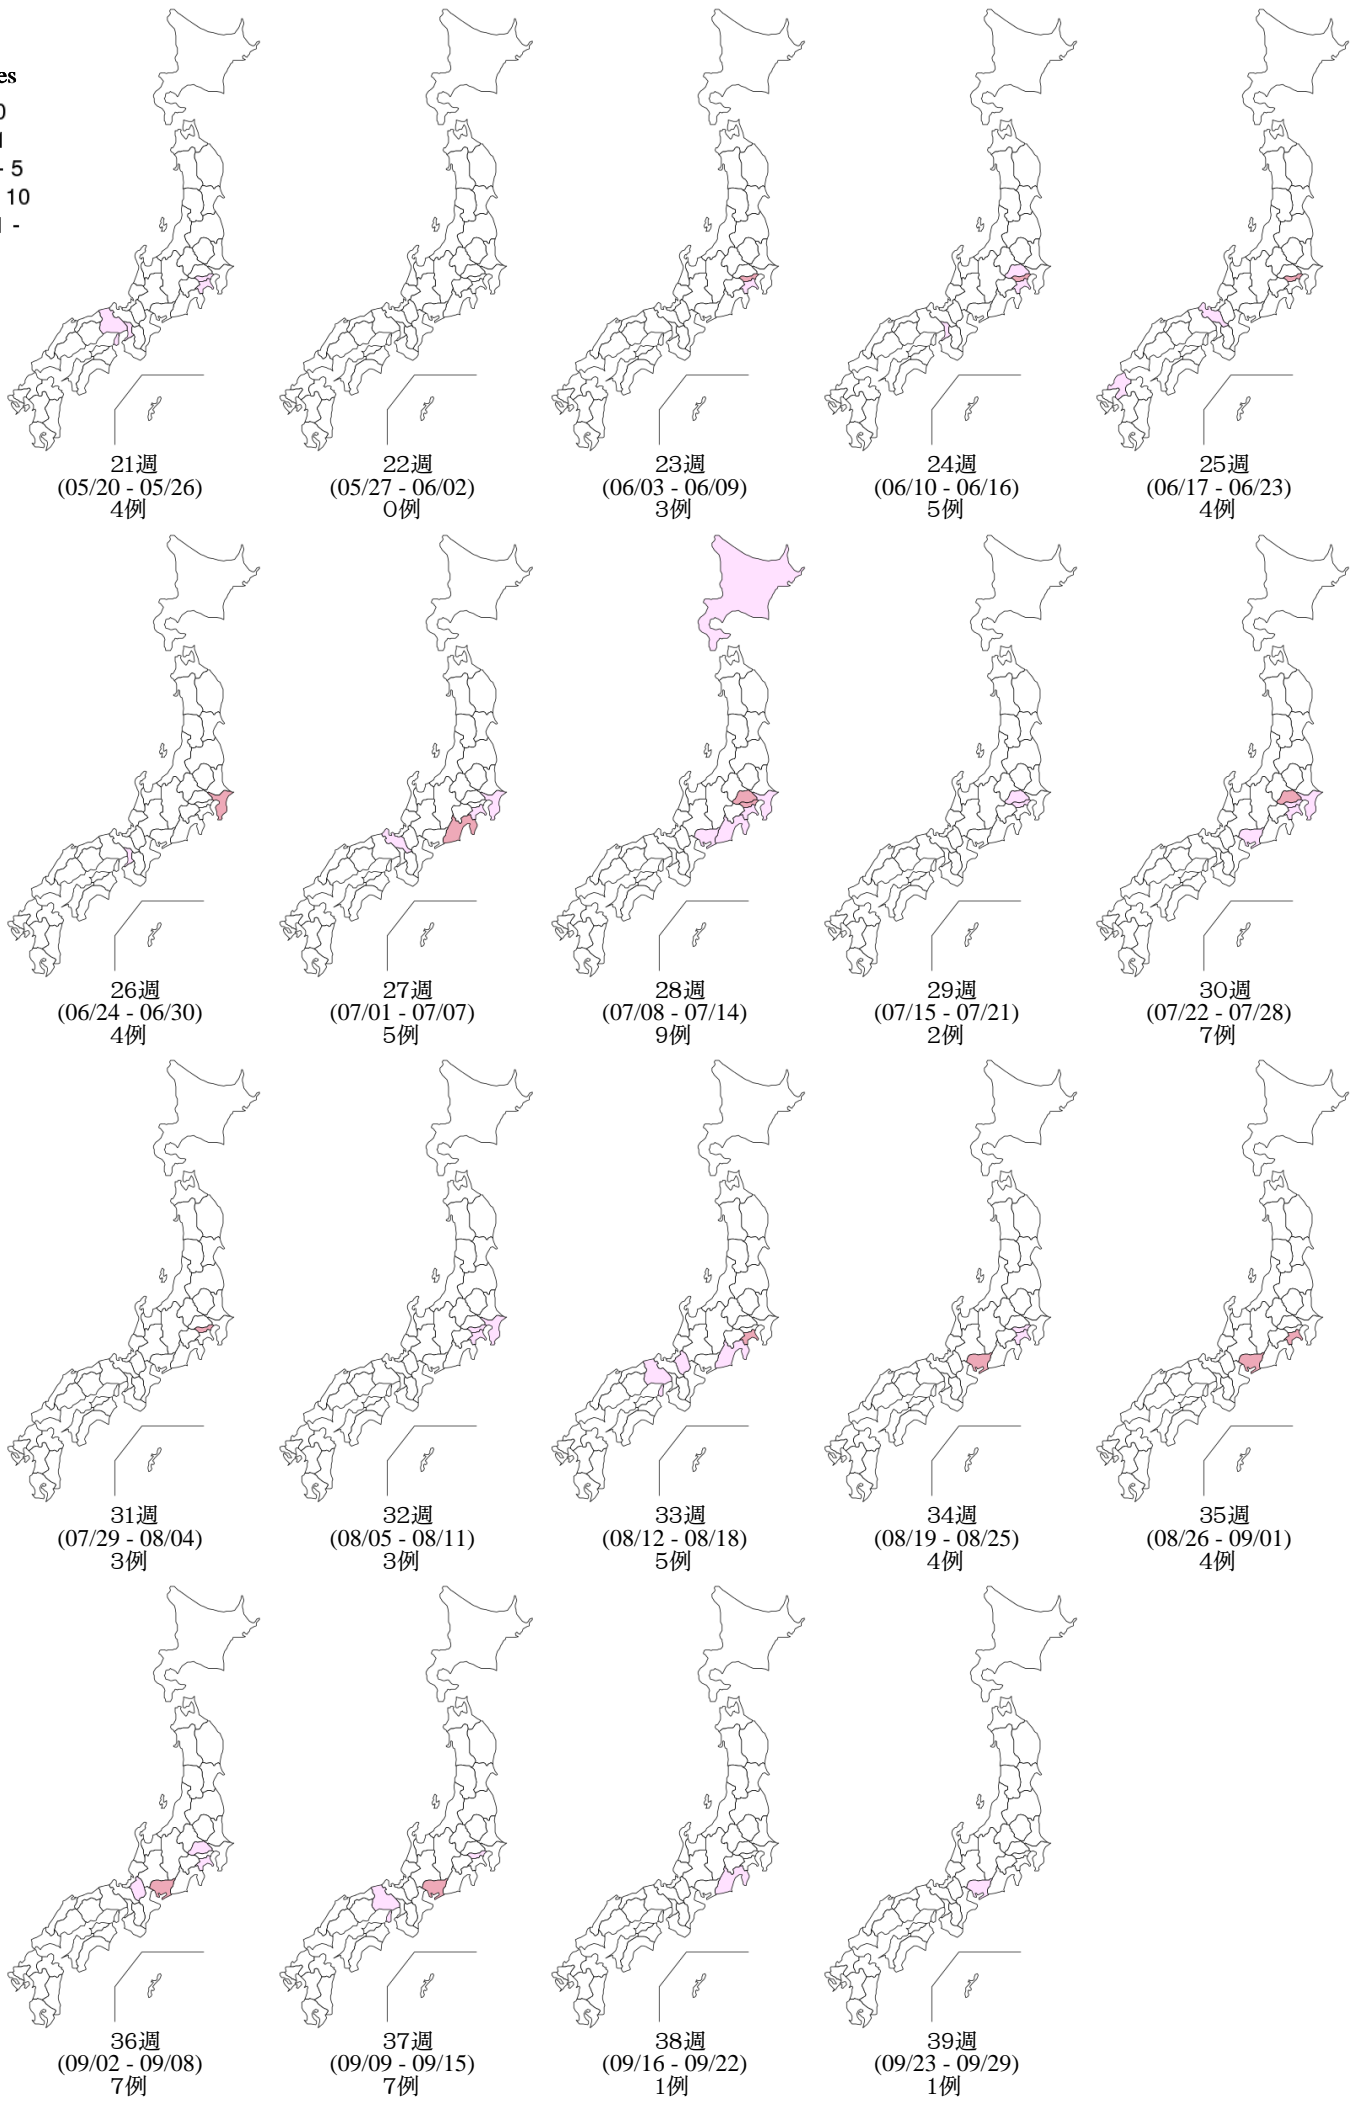 es
0
1
- 5
10
1 -
21週
(05/20 - 05/26)
4例
22週
(05/27 - 06/02)
0例
23週
(06/03 - 06/09)
3例
24週
(06/10 - 06/16)
5例
25週
(06/17 - 06/23)
4例
26週
(06/24 - 06/30)
4例
27週
(07/01 - 07/07)
5例
28週
(07/08 - 07/14)
9例
29週
(07/15 - 07/21)
2例
30週
(07/22 - 07/28)
7例
31週
(07/29 - 08/04)
3例
32週
(08/05 - 08/11)
3例
33週
(08/12 - 08/18)
5例
34週
(08/19 - 08/25)
4例
35週
(08/26 - 09/01)
4例
36週
(09/02 - 09/08)
7例
37週
(09/09 - 09/15)
7例
38週
(09/16 - 09/22)
1例
39週
(09/23 - 09/29)
1例